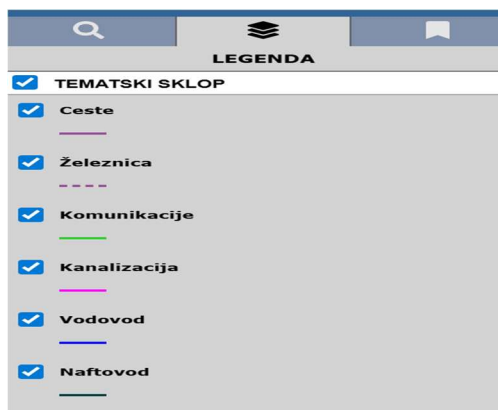 LEGENDA
TEMATSKI SKLOP
Ceste
Železnica
Komunikacije
Kanalizacija
Vodovod
Naftovod